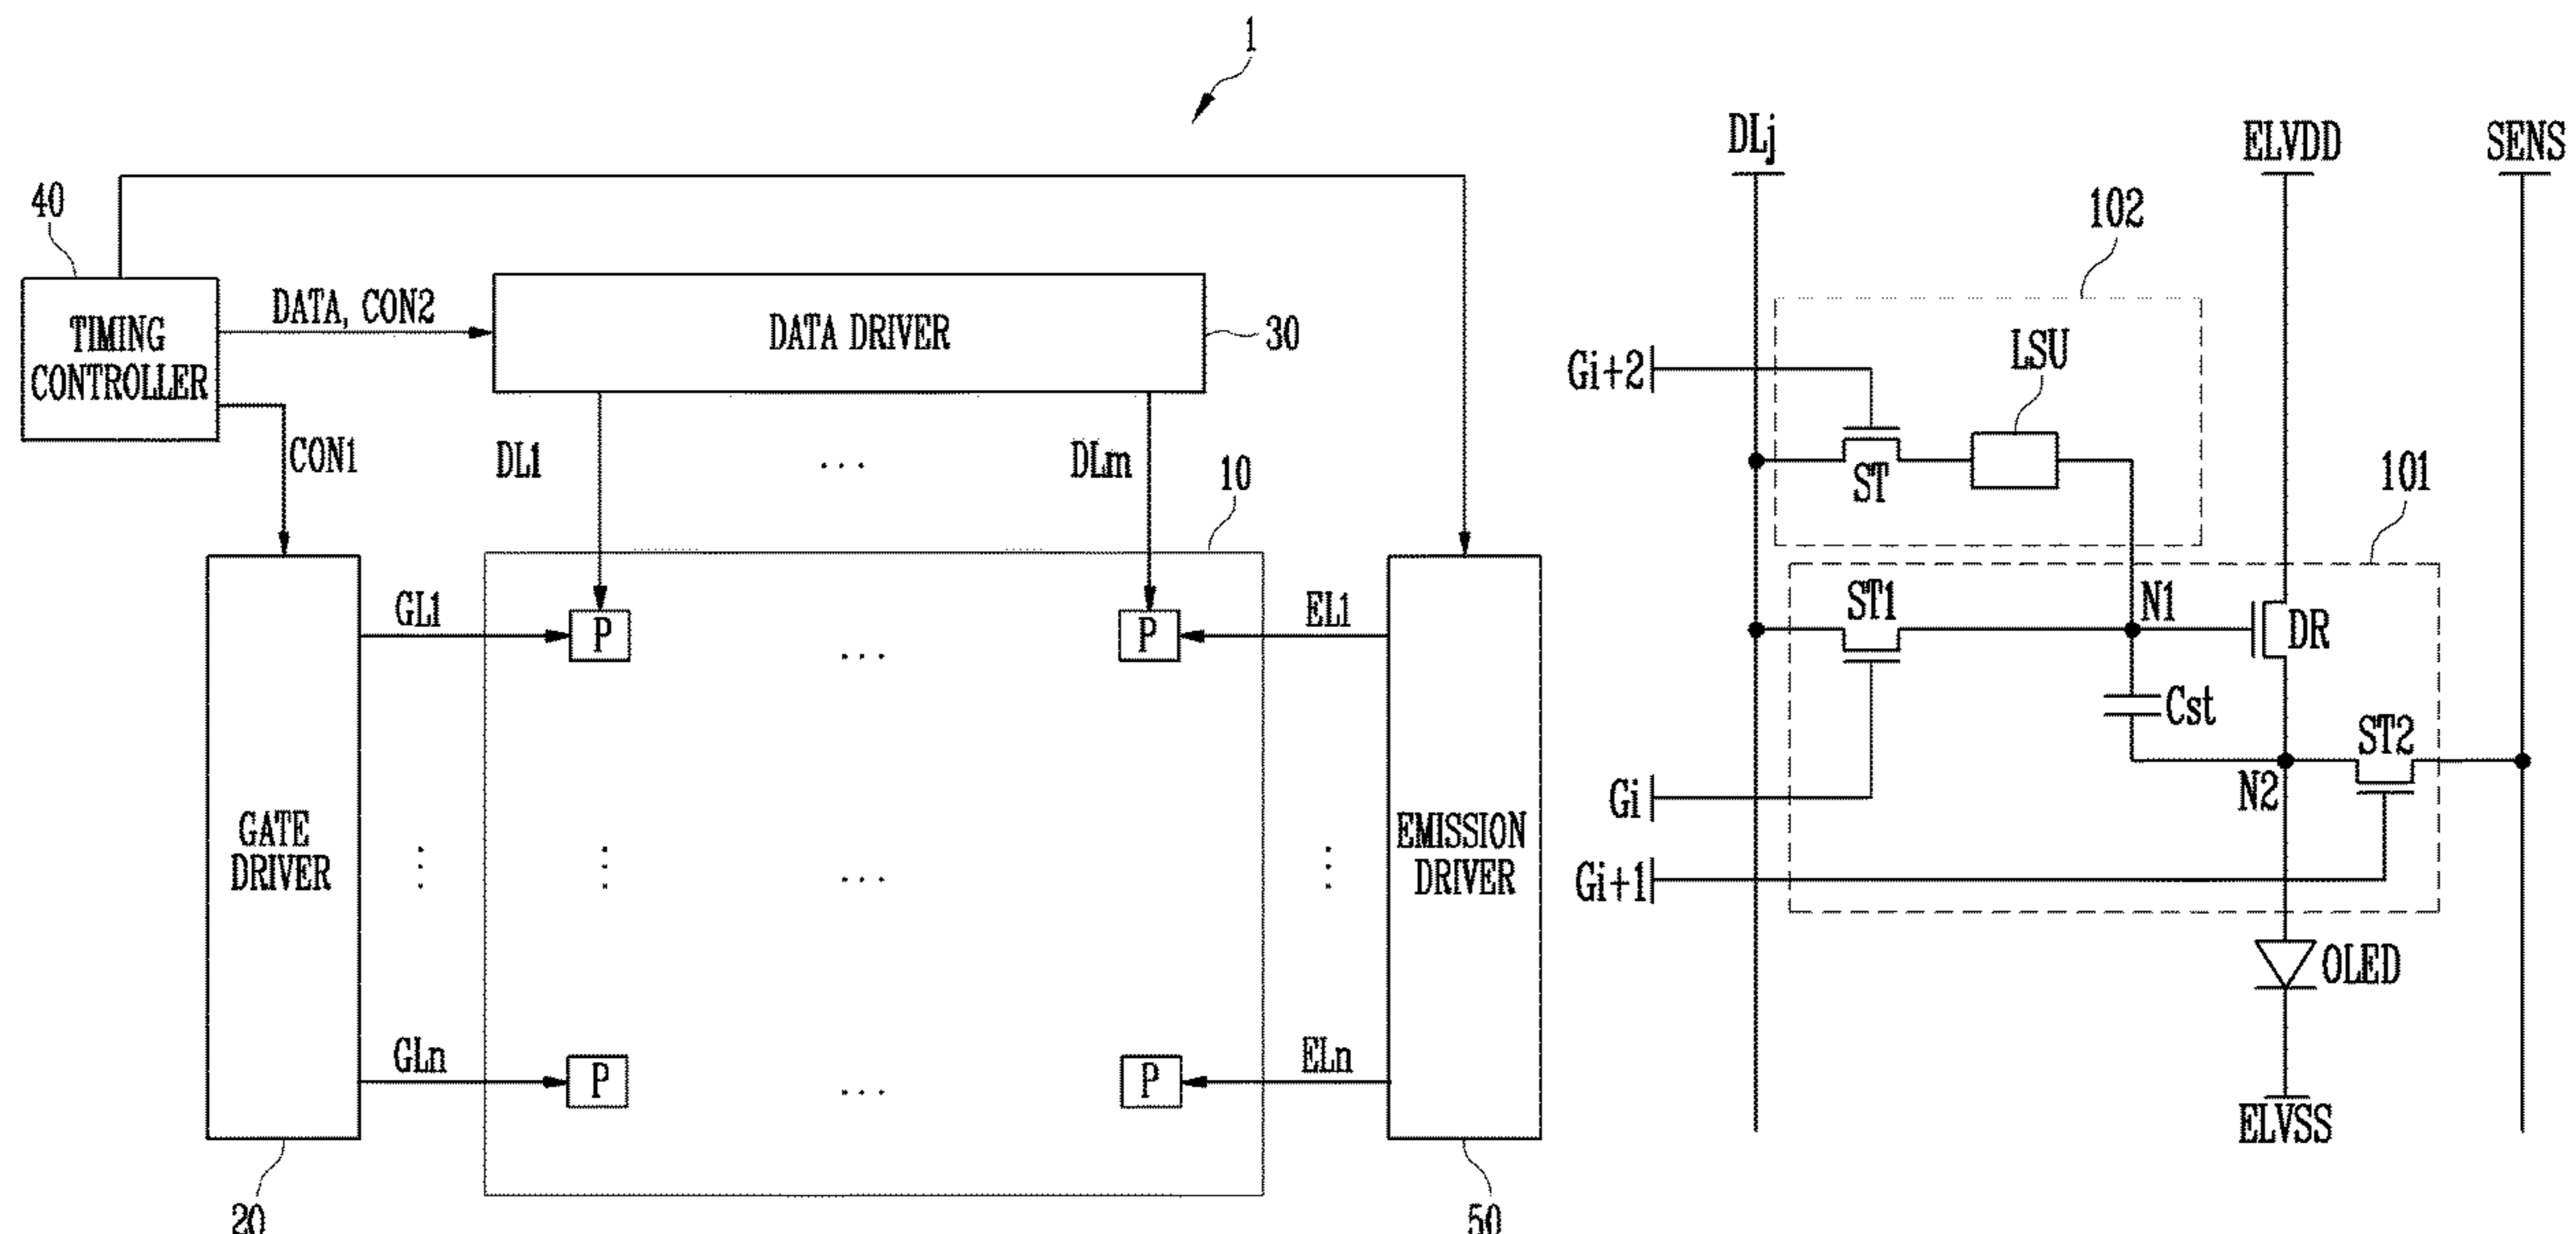 1
40
TIMING
CONTROLLER
DATA, CON2
DATA DRIVER
30
CON1
DL1
...
DLm
10
GATE
DRIVER
GL1
P
...
P
EL1
EMISSION
DRIVER
...
GLn
P
...
P
ELn
20
50
DLj
ELVDD
SENS
102
Gi+2
LSU
ST
101
ST1
N1
DR
Cst
ST2
Gi
N2
Gi+1
OLED
ELVSS